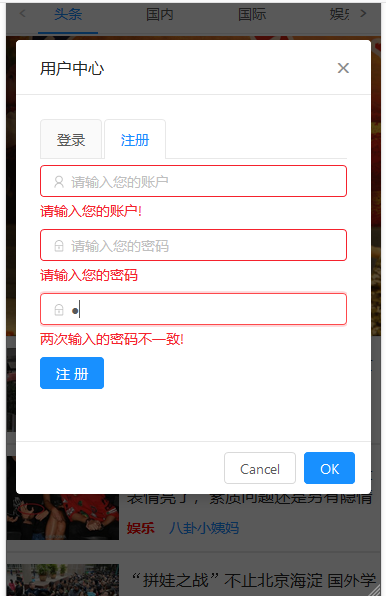 头条 国内 国际 娱乐
用户中心
登录 注册
请输入您的账户
请输入您的账户!
请输入您的密码
请输入您的密码
两次输入的密码不一致!
注 册
Cancel OK
表情亮了，素质问题还是另有隐情
娱乐 八卦小姨妈
“拼娃之战”不止北京海淀 国外学